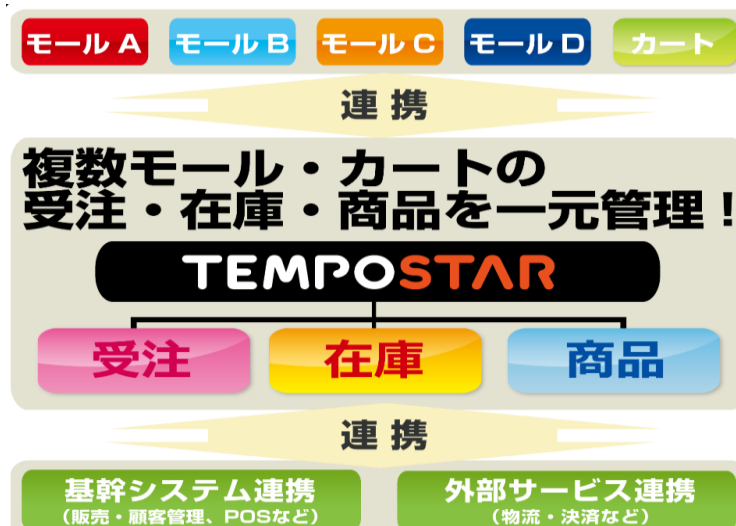 モール A モール B モール C モール D カート
連携
複数モール・カートの
受注・在庫・商品を一元管理！
TEMPOSTAR
受注 在庫 商品
連携
基幹システム連携 外部サービス連携
（販売・顧客管理、POSなど） （物流・決済など）